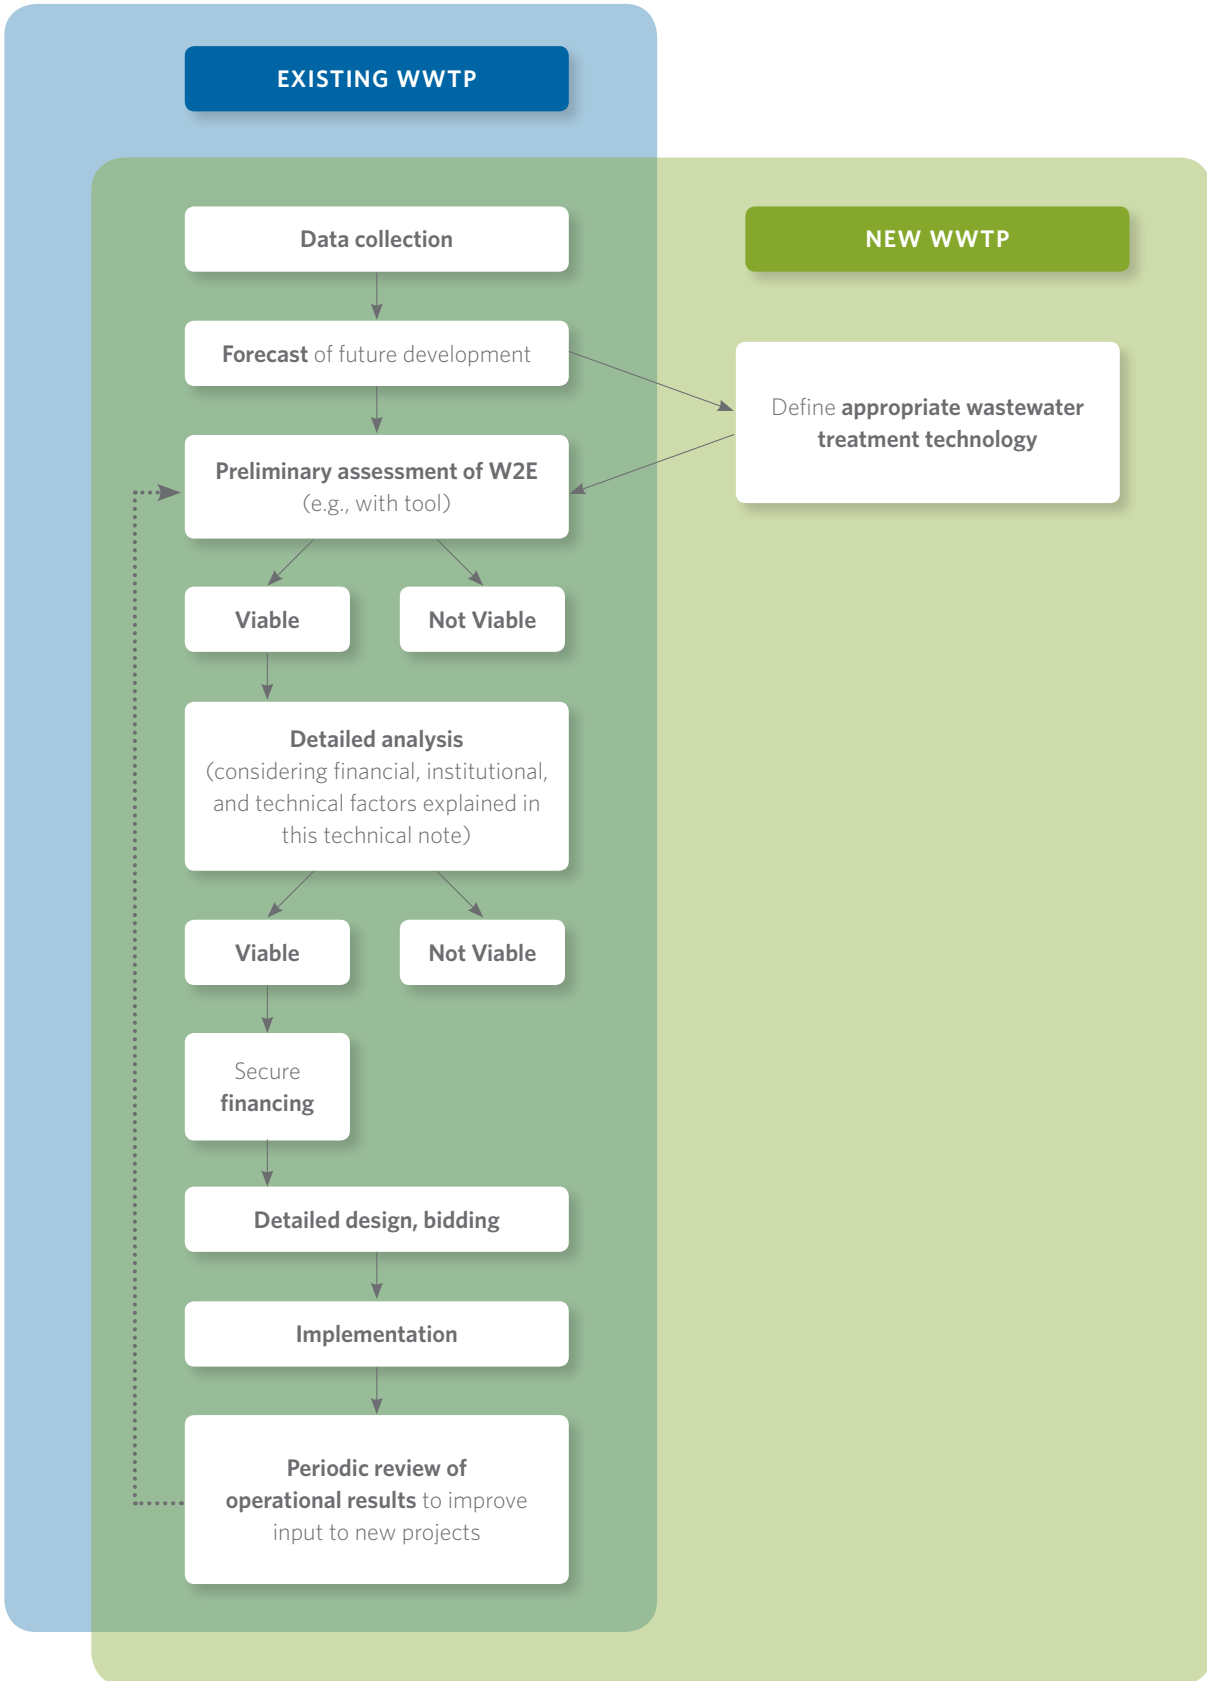 EXISTING WWTP
Data collection
NEW WWTP
Forecast of future development
Define appropriate wastewater
treatment technology
Preliminary assessment of W2E
(e.g., with tool)
Viable
Not Viable
Detailed analysis
(considering financial, institutional,
and technical factors explained in
this technical note)
Viable
Not Viable
Secure
financing
Detailed design, bidding
Implementation
Periodic review of
operational results to improve
input to new projects